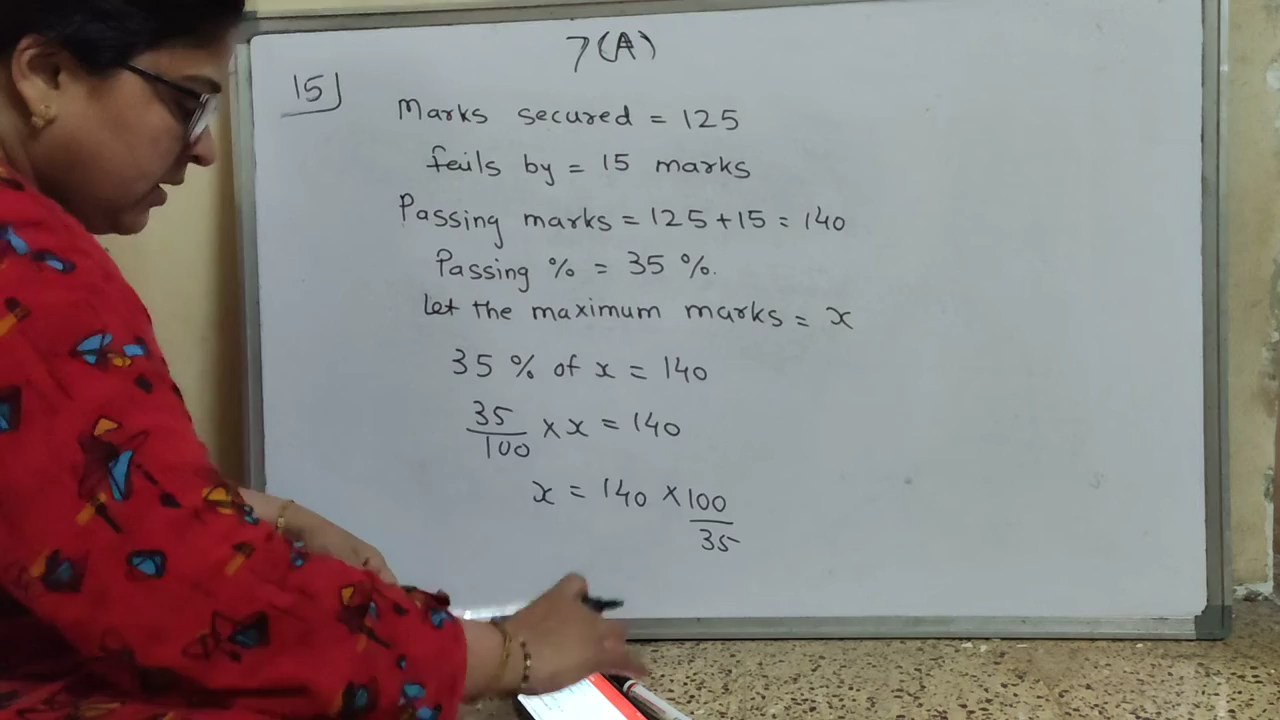 7(A)
15)
Marks secured = 125
fails by = 15 marks
Passing marks = 125 + 15 = 140
Passing % = 35 %.
Let the maximum marks = x
35 % of x = 140
35/100 × x = 140
x = 140 × 100/35